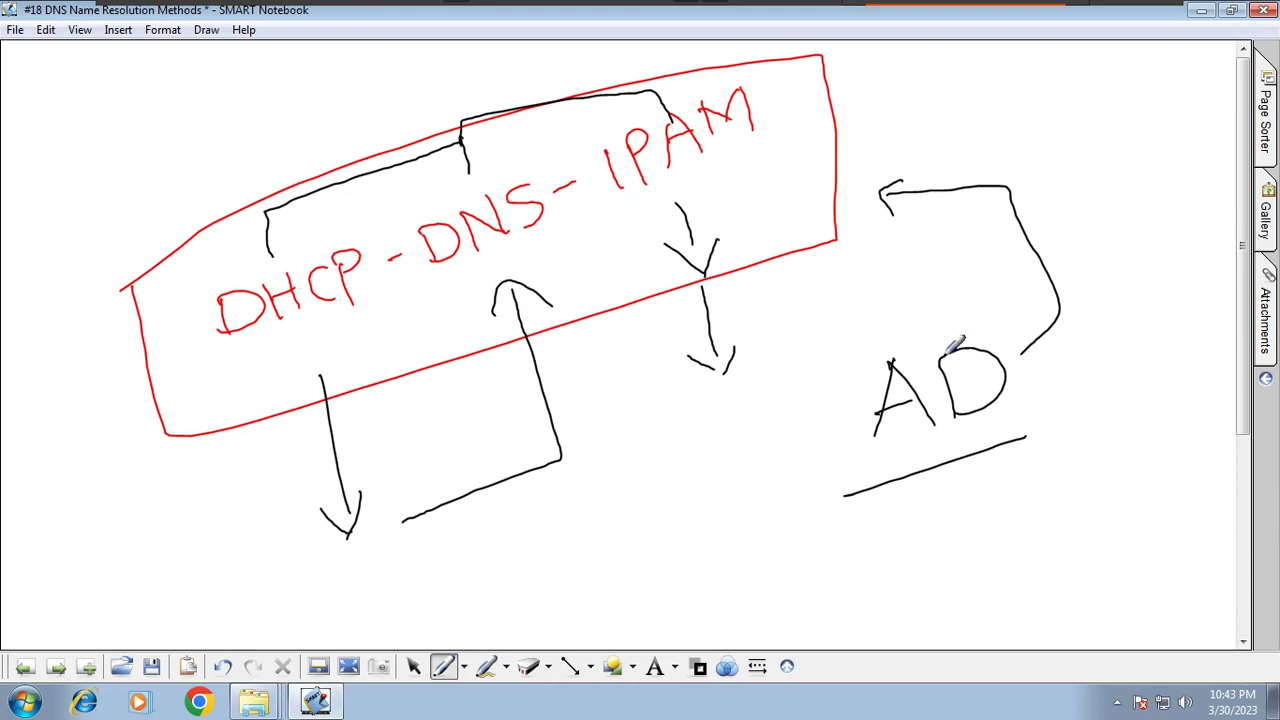 #18 DNS Name Resolution Methods * - SMART Notebook
File Edit View Insert Format Draw Help
DHCP - DNS - IPAM
AD
Page Sorter
Gallery
Attachments
A
10:43 PM
3/30/2023